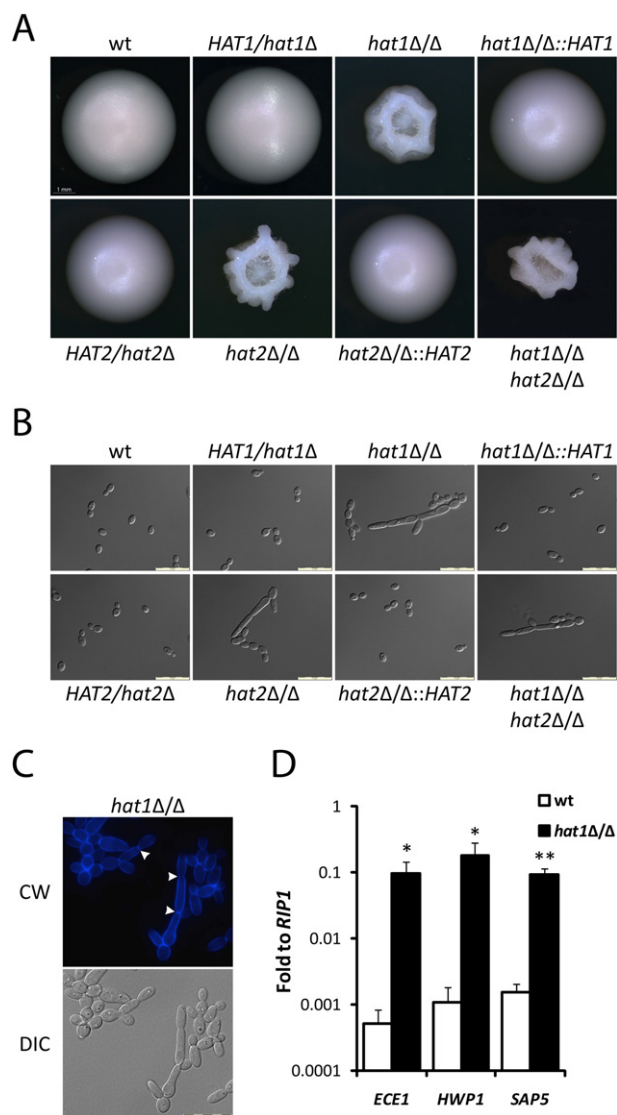 A
wt HAT1/hat1Δ hat1Δ/Δ hat1Δ/Δ::HAT1
1 mm
HAT2/hat2Δ hat2Δ/Δ hat2Δ/Δ::HAT2 hat1Δ/Δ
hat2Δ/Δ
B
wt HAT1/hat1Δ hat1Δ/Δ hat1Δ/Δ::HAT1
HAT2/hat2Δ hat2Δ/Δ hat2Δ/Δ::HAT2 hat1Δ/Δ
hat2Δ/Δ
C
hat1Δ/Δ
CW
DIC
D
wt
hat1Δ/Δ
Fold to RIP1
1
0.1
0.01
0.001
0.0001
* * **
ECE1 HWP1 SAP5